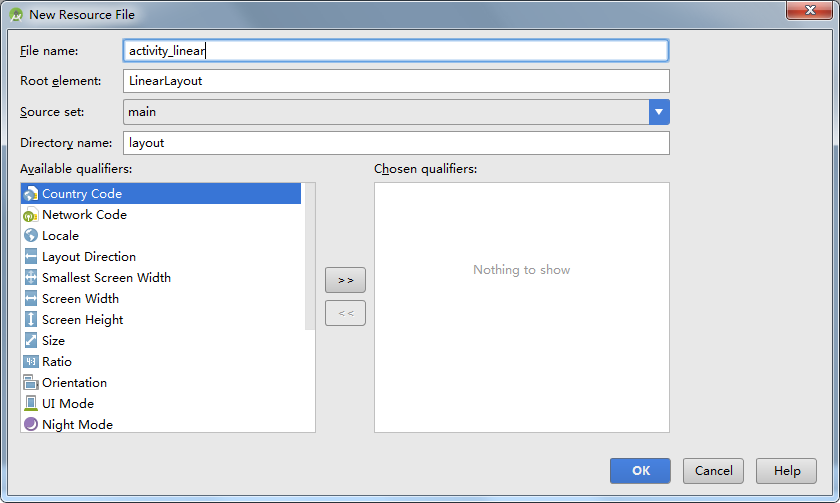 New Resource File
File name: activity_linear
Root element: LinearLayout
Source set: main
Directory name: layout
Available qualifiers: Chosen qualifiers:
Country Code
Network Code
Locale
Layout Direction
Smallest Screen Width
Screen Width
Screen Height
Size
Ratio
Orientation
UI Mode
Night Mode
>>
<<
Nothing to show
OK Cancel Help